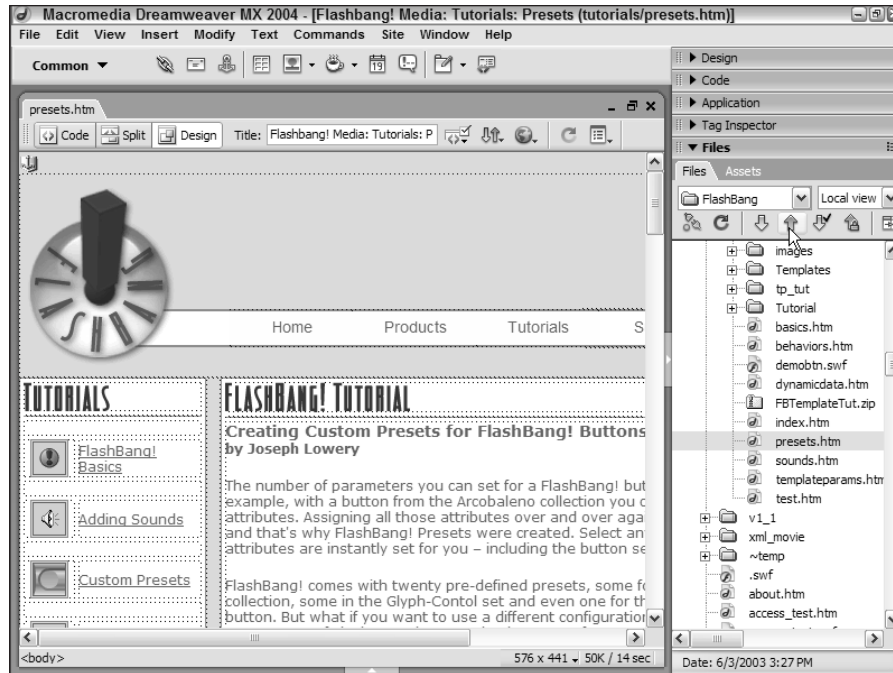 Macromedia Dreamweaver MX 2004 - [Flashbang! Media: Tutorials: Presets (tutorials/presets.htm)]
File Edit View Insert Modify Text Commands Site Window Help
Common
19
presets.htm
Code Split Design Title: Flashbang! Media: Tutorials: P
Home Products Tutorials S
TUTORIALS
FlashBang!
Basics
Adding Sounds
Custom Presets
FLASHBANG! TUTORIAL
Creating Custom Presets for FlashBang! Buttons
by Joseph Lowery
The number of parameters you can set for a FlashBang! but
example, with a button from the Arcobaleno collection you c
attributes. Assigning all those attributes over and over agai
and that's why FlashBang! Presets were created. Select an
attributes are instantly set for you – including the button se
FlashBang! comes with twenty pre-defined presets, some fo
collection, some in the Glyph-Contol set and even one for th
button. But what if you want to use a different configuration
<body>
576 x 441 50K / 14 sec
Design
Code
Application
Tag Inspector
Files
Files Assets
FlashBang Local view
images
Templates
tp_tut
Tutorial
basics.htm
behaviors.htm
demobtn.swf
dynamicdata.htm
FBTemplateTut.zip
index.htm
presets.htm
sounds.htm
templateparams.htm
test.htm
v1_1
xml_movie
~temp
.swf
about.htm
access_test.htm
Date: 6/3/2003 3:27 PM